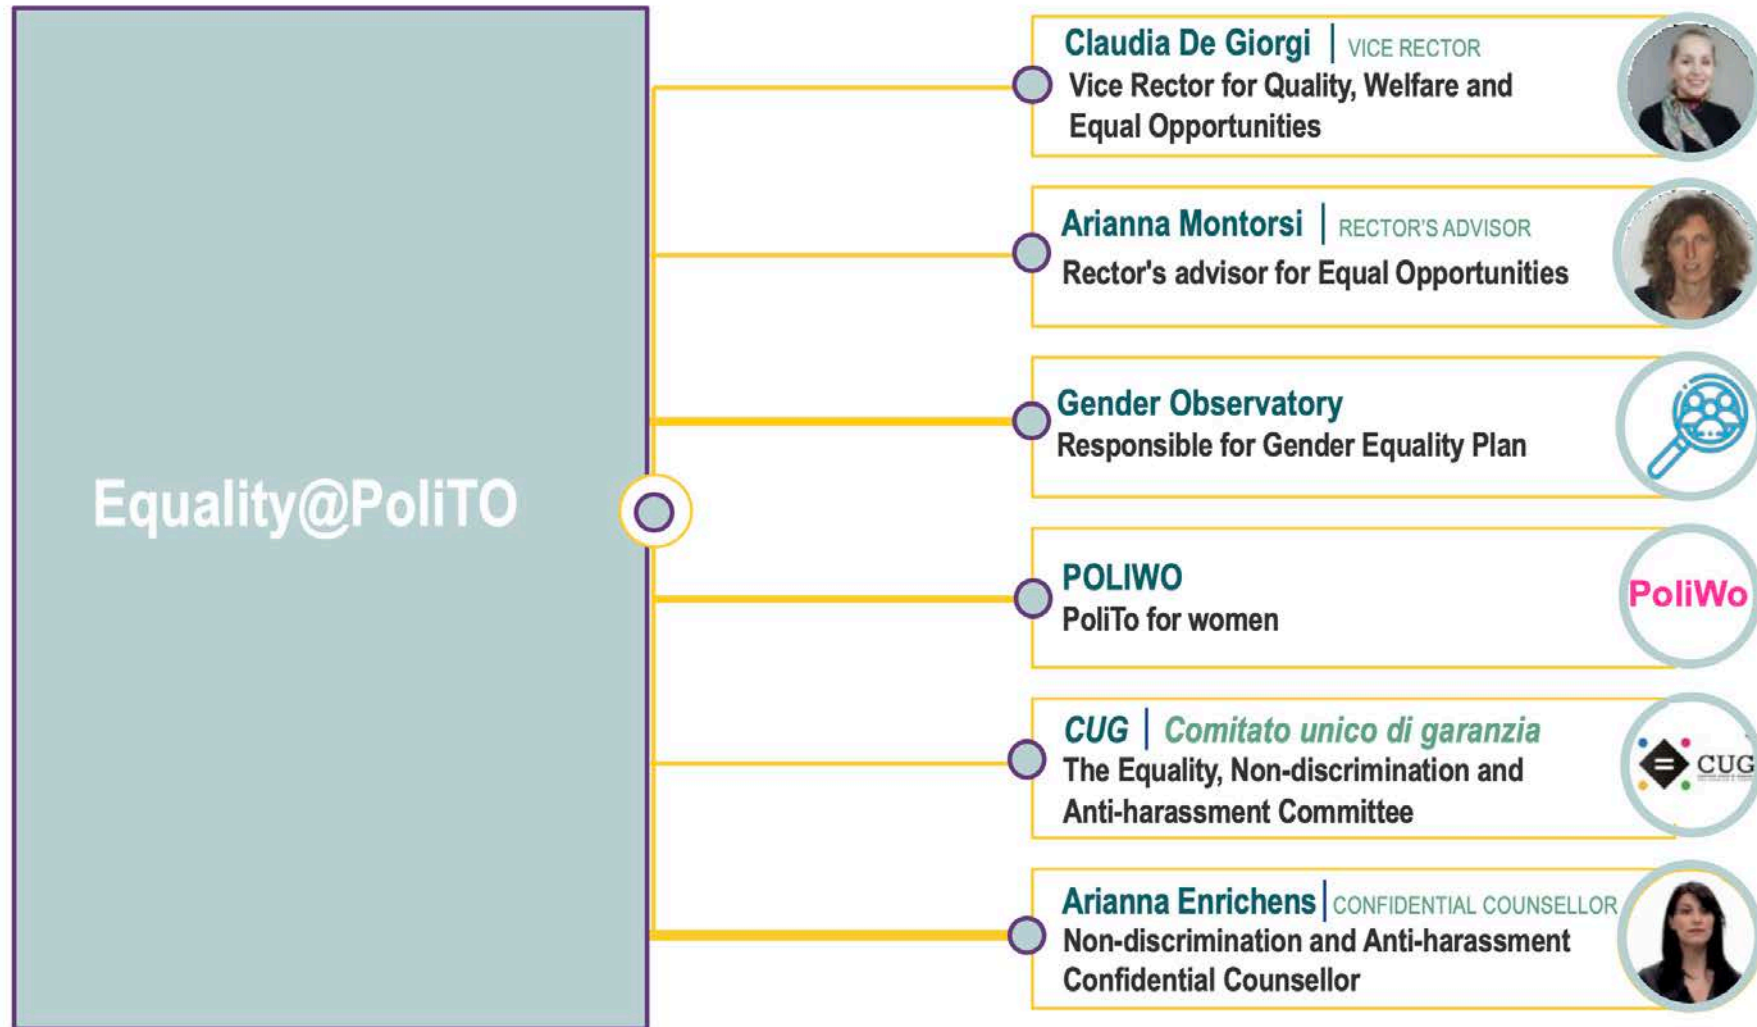 Equality@PoliTO
Claudia De Giorgi | VICE RECTOR
Vice Rector for Quality, Welfare and
Equal Opportunities
Arianna Montorsi | RECTOR'S ADVISOR
Rector's advisor for Equal Opportunities
Gender Observatory
Responsible for Gender Equality Plan
POLIWO
PoliTo for women
PoliWo
CUG | Comitato unico di garanzia
The Equality, Non-discrimination and
Anti-harassment Committee
CUG
Arianna Enrichens | CONFIDENTIAL COUNSELLOR
Non-discrimination and Anti-harassment
Confidential Counsellor